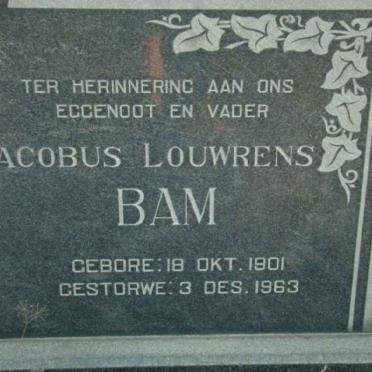 TER HERINNERING AAN ONS
EGGENOOT EN VADER
ACOBUS LOUWRENS
BAM
GEBORE: 18 OKT. 1901
GESTORWE: 3 DES. 1963